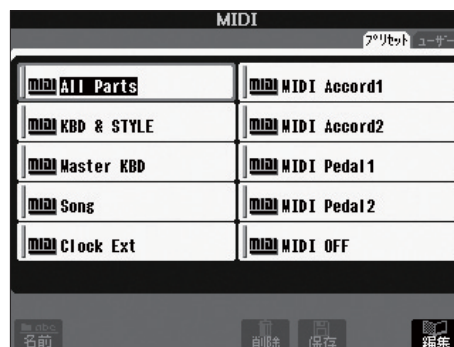 MIDI
プリセット ユーザー
MIDI All Parts
MIDI MIDI Accord1
MIDI KBD & STYLE
MIDI MIDI Accord2
MIDI Master KBD
MIDI MIDI Pedal1
MIDI Song
MIDI MIDI Pedal2
MIDI Clock Ext
MIDI MIDI OFF
abc
名前 削除 保存 編集